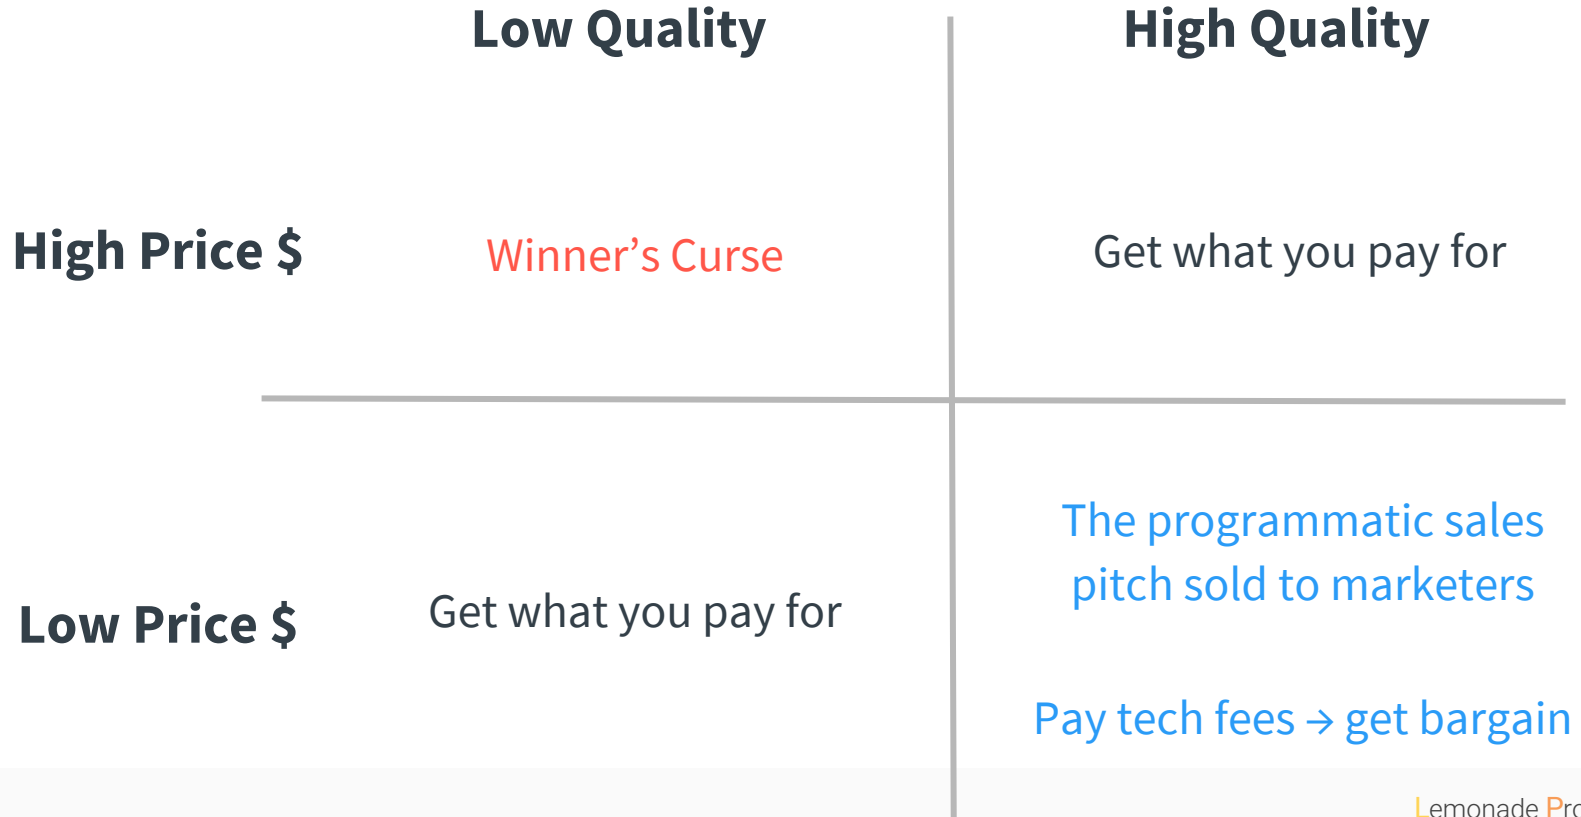 Low Quality
High Quality
High Price $
Winner’s Curse
Get what you pay for
Low Price $
Get what you pay for
The programmatic sales
pitch sold to marketers
Pay tech fees → get bargain
Lemonade